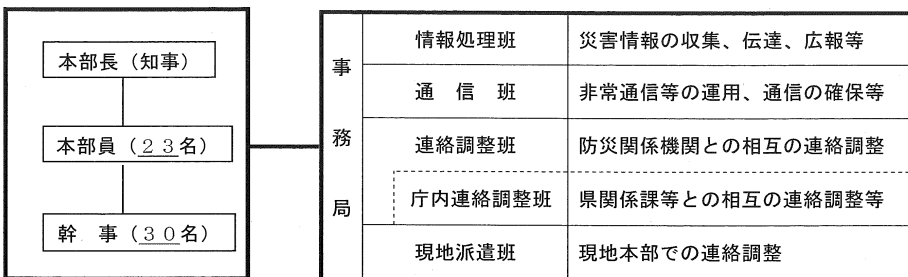 本部長（知事）
本部員（２３名）
幹　事（３０名）
事務局
情報処理班　災害情報の収集、伝達、広報等
通　信　班　非常通信等の運用、通信の確保等
連絡調整班　防災関係機関との相互の連絡調整
庁内連絡調整班　県関係課等との相互の連絡調整等
現地派遣班　現地本部での連絡調整